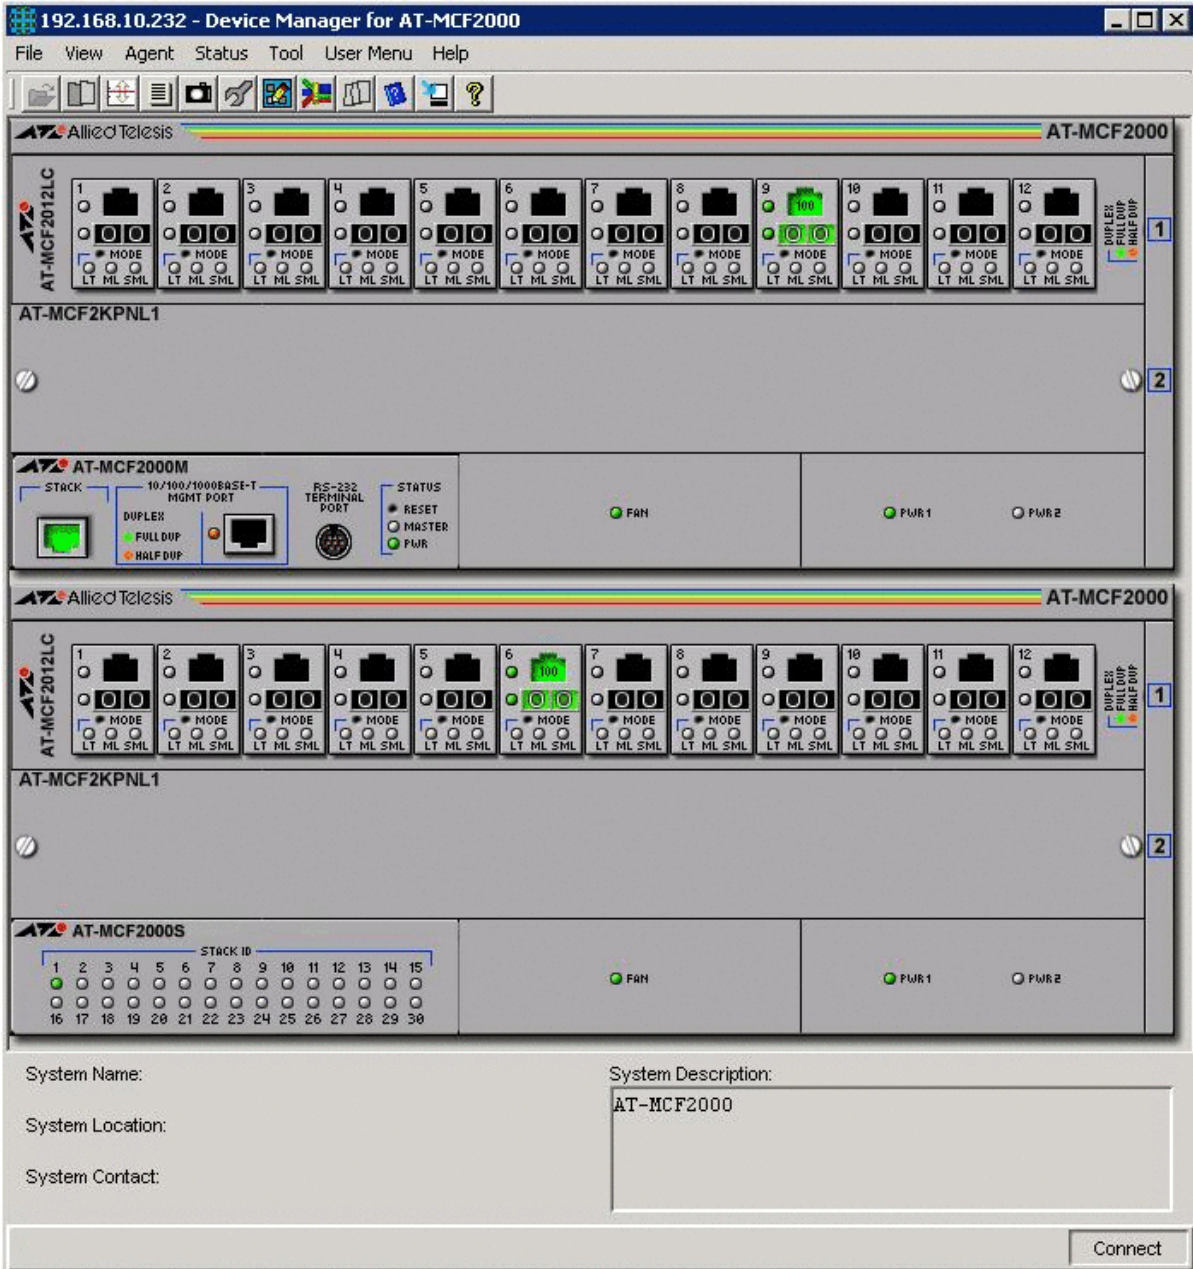 192.168.10.232 - Device Manager for AT-MCF2000
File View Agent Status Tool User Menu Help
Allied Telesis AT-MCF2000
AT-MCF2012LC
1 2 3 4 5 6 7 8 9 10 11 12
100
MODE MODE MODE MODE MODE MODE MODE MODE MODE MODE MODE MODE
LT ML SML LT ML SML LT ML SML LT ML SML LT ML SML LT ML SML LT ML SML LT ML SML LT ML SML LT ML SML LT ML SML LT ML SML
DUPLEX
FULL DUP
HALF DUP
1
AT-MCF2KPNL1
2
AT-MCF2000M
STACK
10/100/1000BASE-T
MGMT PORT
DUPLEX
FULL DUP
HALF DUP
RS-232
TERMINAL
PORT
STATUS
RESET
MASTER
PWR
FAN
PWR1 PWR2
Allied Telesis AT-MCF2000
AT-MCF2012LC
1 2 3 4 5 6 7 8 9 10 11 12
100
MODE MODE MODE MODE MODE MODE MODE MODE MODE MODE MODE MODE
LT ML SML LT ML SML LT ML SML LT ML SML LT ML SML LT ML SML LT ML SML LT ML SML LT ML SML LT ML SML LT ML SML LT ML SML
DUPLEX
FULL DUP
HALF DUP
1
AT-MCF2KPNL1
2
AT-MCF2000S
STACK ID
1 2 3 4 5 6 7 8 9 10 11 12 13 14 15
16 17 18 19 20 21 22 23 24 25 26 27 28 29 30
FAN
PWR1 PWR2
System Name:
System Location:
System Contact:
System Description:
AT-MCF2000
Connect